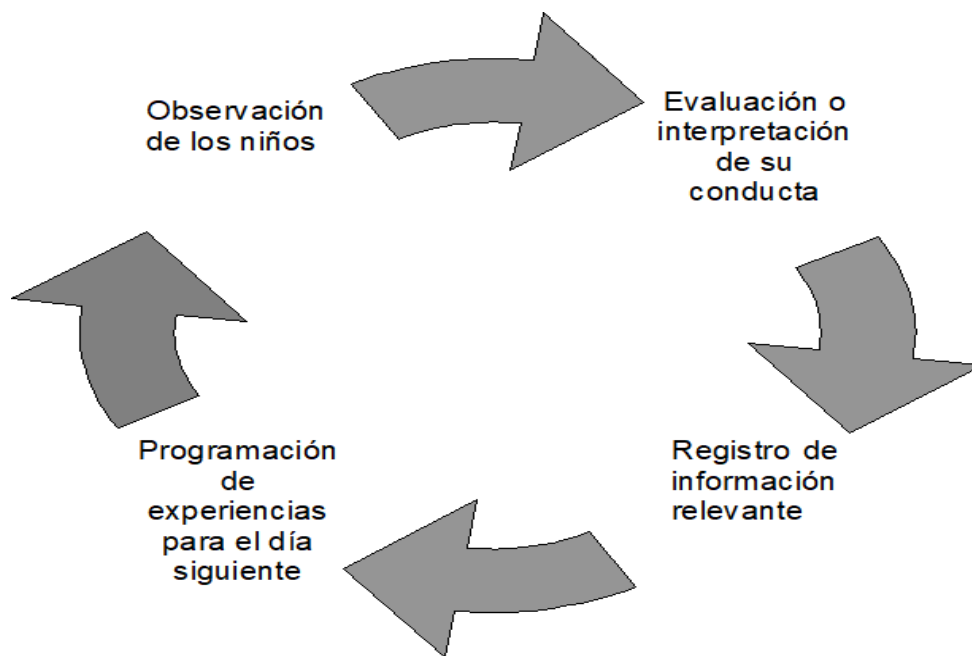 Observación
de los niños
Evaluación o
interpretación
de su
conducta
Registro de
información
relevante
Programación
de
experiencias
para el día
siguiente